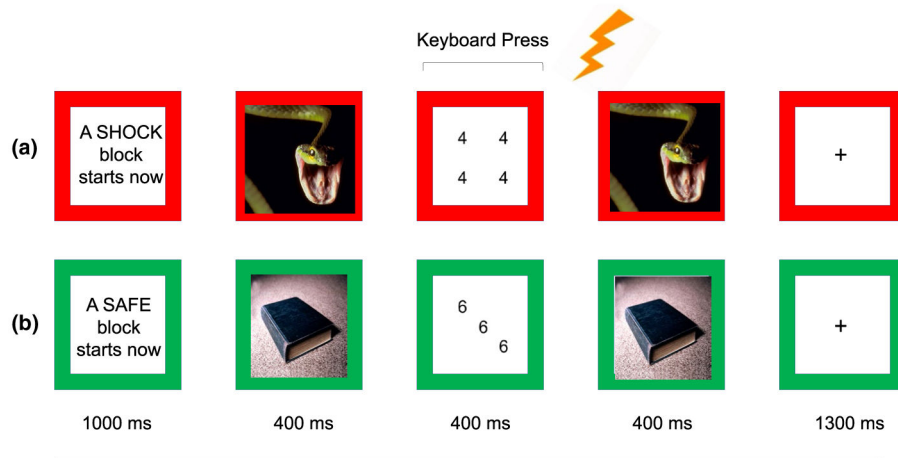 Keyboard Press
(a)
A SHOCK
block
starts now
4 4
4 4
+
(b)
A SAFE
block
starts now
6
6
6
+
1000 ms
400 ms
400 ms
400 ms
1300 ms